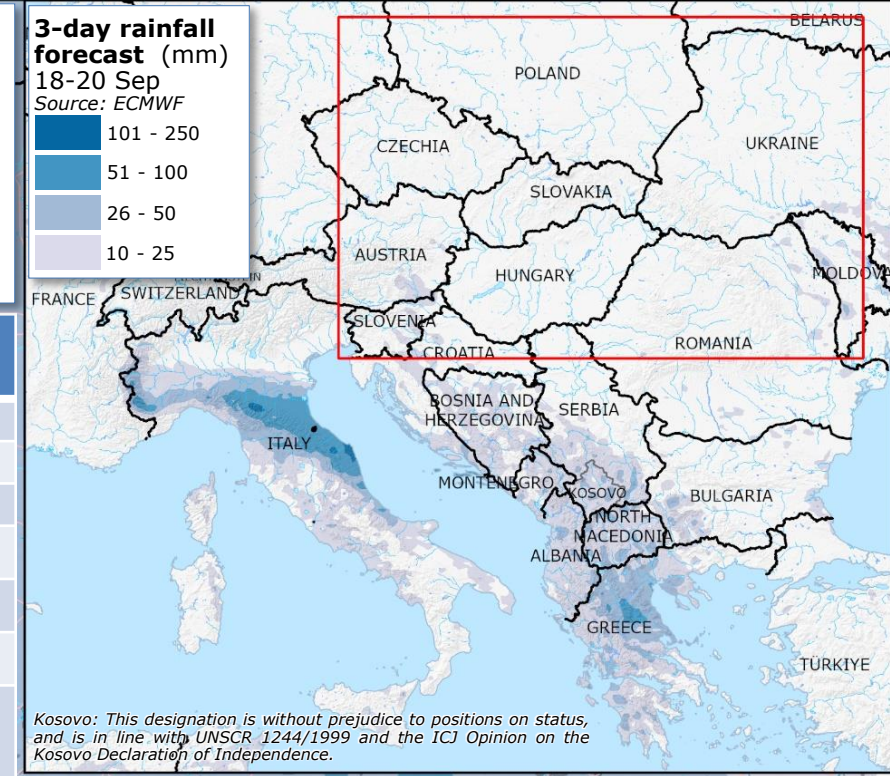 3-day rainfall
forecast (mm)
18-20 Sep
Source: ECMWF
101 - 250
51 - 100
26 - 50
10 - 25
BELARUS
POLAND
CZECHIA
UKRAINE
SLOVAKIA
AUSTRIA
HUNGARY
MOLDOVA
FRANCE
SWITZERLAND
SLOVENIA
ROMANIA
CROATIA
BOSNIA AND
HERZEGOVINA
SERBIA
ITALY
MONTENEGRO
KOSOVO
BULGARIA
NORTH
MACEDONIA
ALBANIA
GREECE
TÜRKIYE
Kosovo: This designation is without prejudice to positions on status,
and is in line with UNSCR 1244/1999 and the ICJ Opinion on the
Kosovo Declaration of Independence.